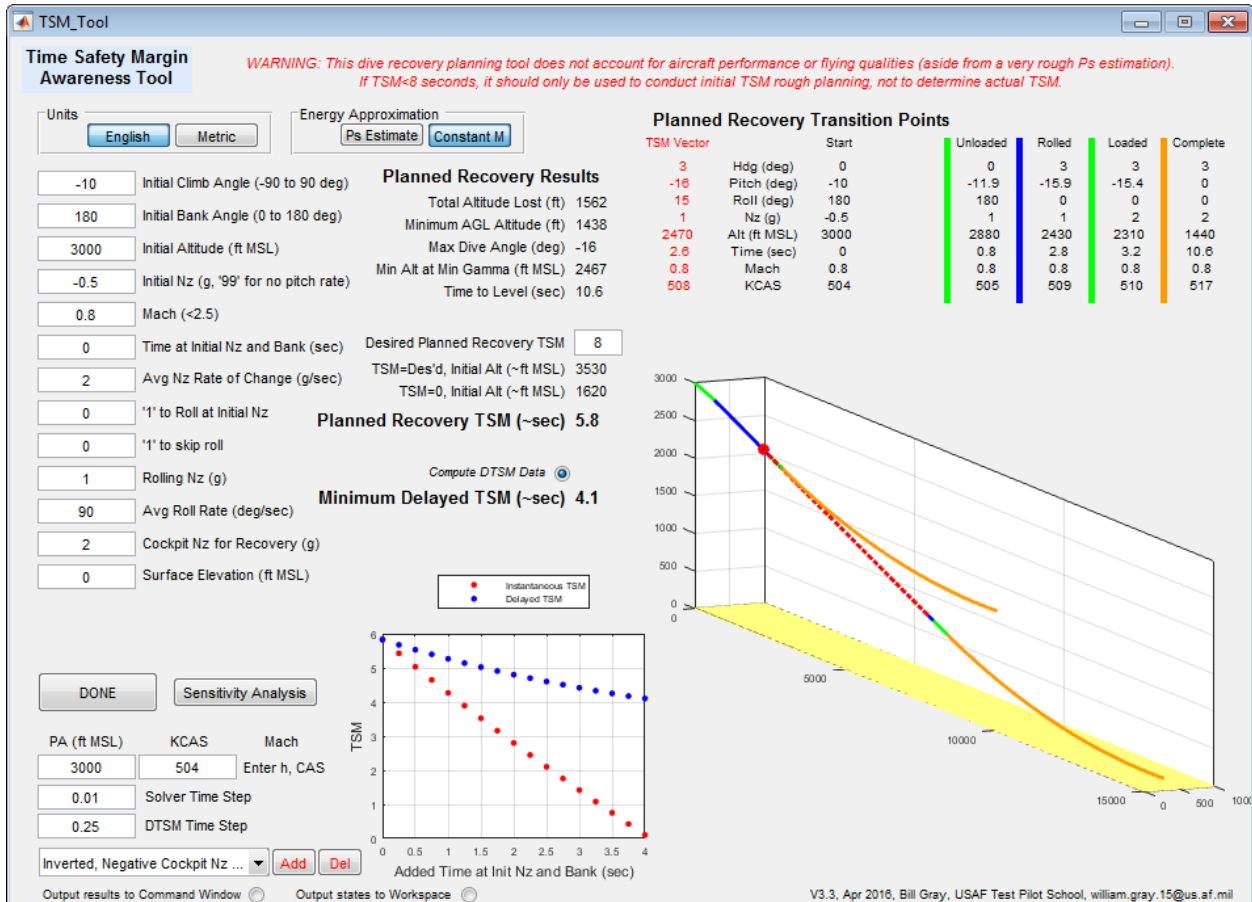 TSM_Tool
Time Safety Margin
Awareness Tool
WARNING: This dive recovery planning tool does not account for aircraft performance or flying qualities (aside from a very rough Ps estimation).
If TSM<8 seconds, it should only be used to conduct initial TSM rough planning, not to determine actual TSM.
Units
English Metric
Energy Approximation
Ps Estimate Constant M
-10 Initial Climb Angle (-90 to 90 deg)
180 Initial Bank Angle (0 to 180 deg)
3000 Initial Altitude (ft MSL)
-0.5 Initial Nz (g, '99' for no pitch rate)
0.8 Mach (<2.5)
0 Time at Initial Nz and Bank (sec)
2 Avg Nz Rate of Change (g/sec)
0 '1' to Roll at Initial Nz
0 '1' to skip roll
1 Rolling Nz (g)
90 Avg Roll Rate (deg/sec)
2 Cockpit Nz for Recovery (g)
0 Surface Elevation (ft MSL)
Planned Recovery Results
Total Altitude Lost (ft) 1562
Minimum AGL Altitude (ft) 1438
Max Dive Angle (deg) -16
Min Alt at Min Gamma (ft MSL) 2467
Time to Level (sec) 10.6
Desired Planned Recovery TSM 8
TSM=Des'd, Initial Alt (~ft MSL) 3530
TSM=0, Initial Alt (~ft MSL) 1620
Planned Recovery TSM (~sec) 5.8
Compute DTSM Data
Minimum Delayed TSM (~sec) 4.1
Planned Recovery Transition Points
TSM Vector Start Unloaded Rolled Loaded Complete
3 Hdg (deg) 0 0 3 3 3
-16 Pitch (deg) -10 -11.9 -15.9 -15.4 0
15 Roll (deg) 180 180 0 0 0
1 Nz (g) -0.5 1 1 2 2
2470 Alt (ft MSL) 3000 2880 2430 2310 1440
2.6 Time (sec) 0 0.8 2.8 3.2 10.6
0.8 Mach 0.8 0.8 0.8 0.8 0.8
508 KCAS 504 505 509 510 517
3000
2500
2000
1500
1000
500
0
0
5000
10000
15000
0
500
1000
Instantaneous TSM
Delayed TSM
TSM
6
5
4
3
2
1
0
0 0.5 1 1.5 2 2.5 3 3.5 4
Added Time at Init Nz and Bank (sec)
DONE Sensitivity Analysis
PA (ft MSL) KCAS Mach
3000 504 Enter h, CAS
0.01 Solver Time Step
0.25 DTSM Time Step
Inverted, Negative Cockpit Nz ... Add Del
Output results to Command Window Output states to Workspace
V3.3, Apr 2016, Bill Gray, USAF Test Pilot School, william.gray.15@us.af.mil